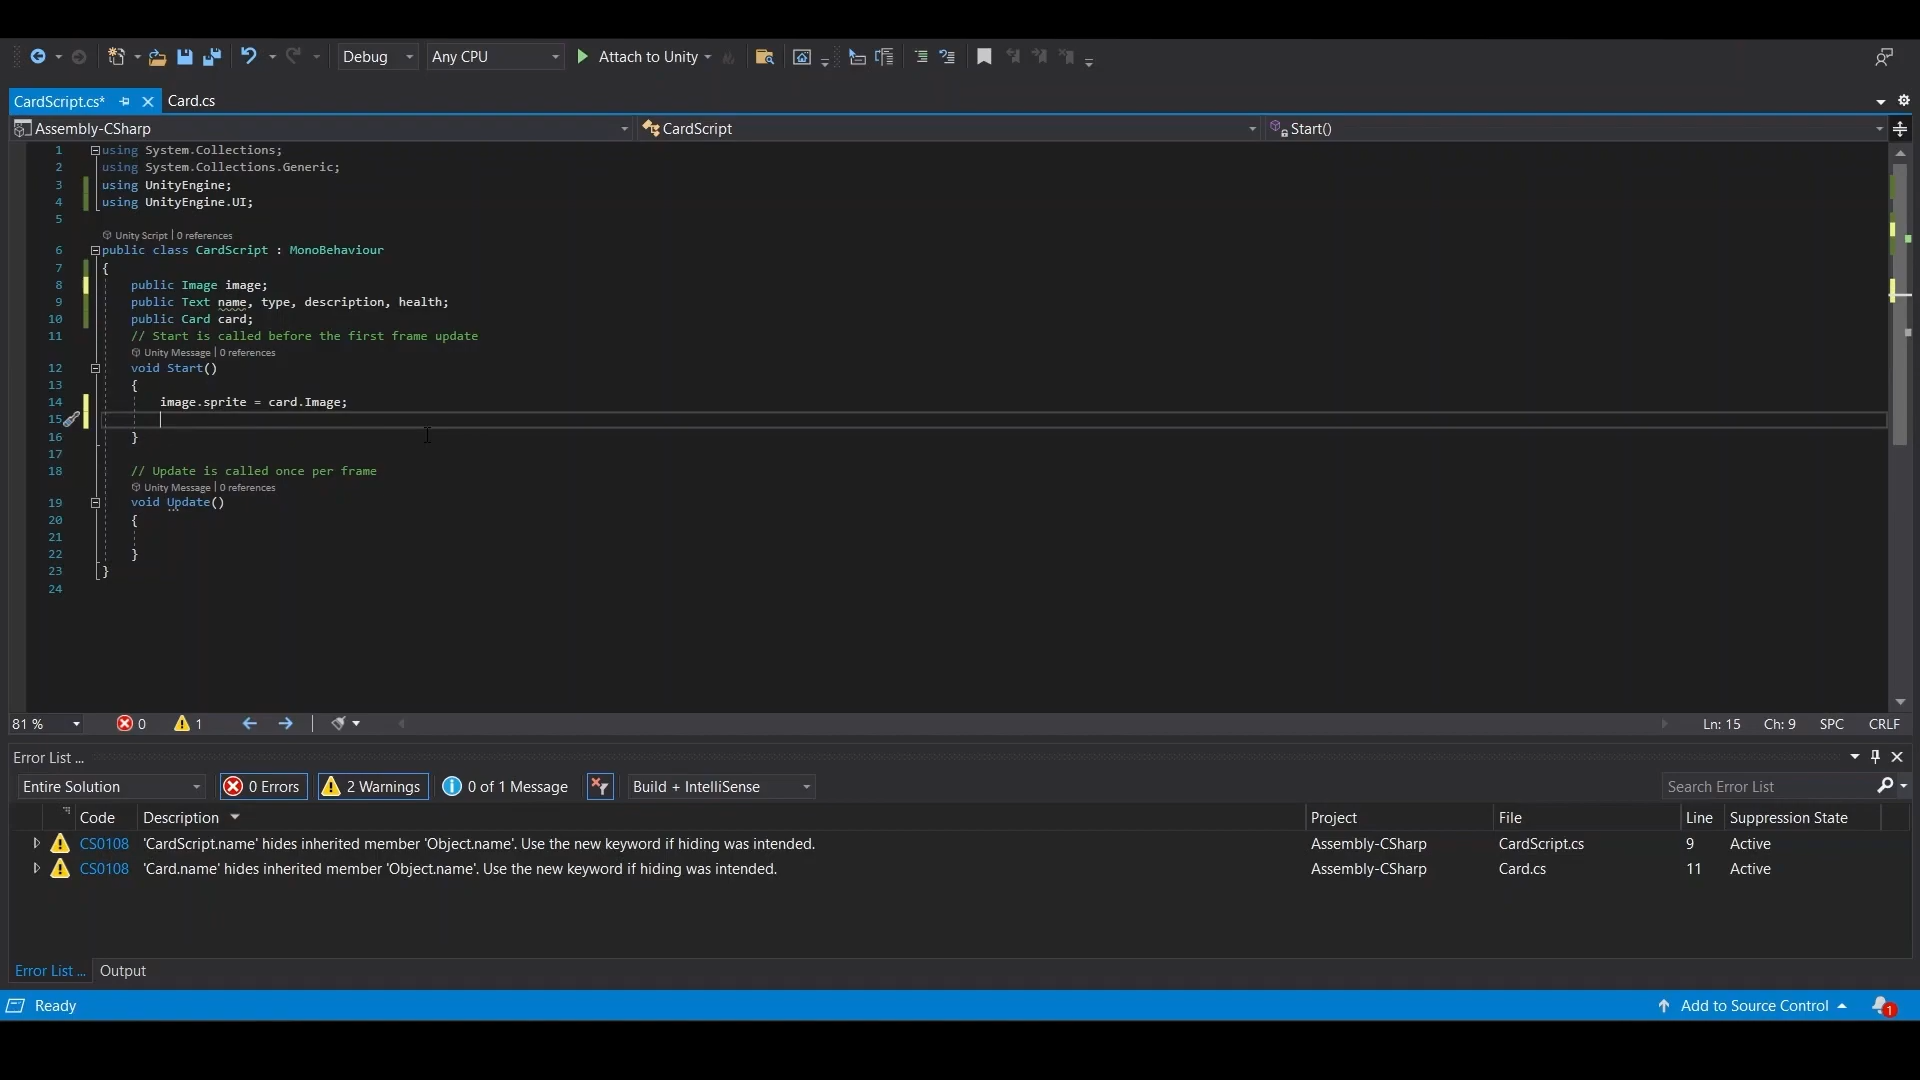 Debug Any CPU Attach to Unity
CardScript.cs* Card.cs
Assembly-CSharp CardScript Start()
1 using System.Collections;
2 using System.Collections.Generic;
3 using UnityEngine;
4 using UnityEngine.UI;
5
Unity Script | 0 references
6 public class CardScript : MonoBehaviour
7 {
8 public Image image;
9 public Text name, type, description, health;
10 public Card card;
11 // Start is called before the first frame update
Unity Message | 0 references
12 void Start()
13 {
14 image.sprite = card.Image;
15
16 }
17
18 // Update is called once per frame
Unity Message | 0 references
19 void Update()
20 {
21
22 }
23 }
24
81 % 0 1 Ln: 15 Ch: 9 SPC CRLF
Error List ...
Entire Solution 0 Errors 2 Warnings 0 of 1 Message Build + IntelliSense Search Error List
Code Description Project File Line Suppression State
CS0108 'CardScript.name' hides inherited member 'Object.name'. Use the new keyword if hiding was intended. Assembly-CSharp CardScript.cs 9 Active
CS0108 'Card.name' hides inherited member 'Object.name'. Use the new keyword if hiding was intended. Assembly-CSharp Card.cs 11 Active
Error List ... Output
Ready Add to Source Control 1